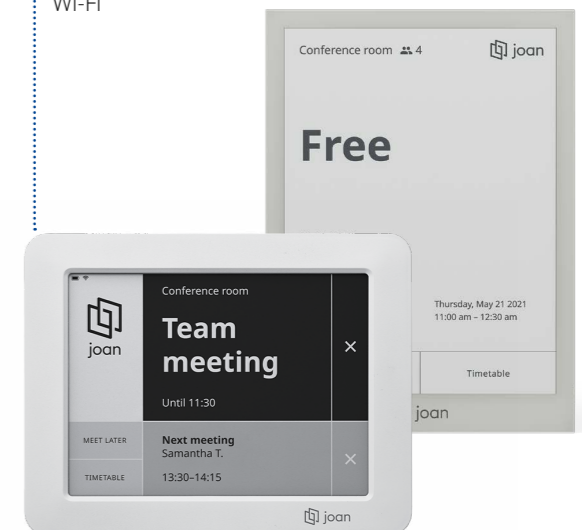 Wi-Fi
Conference room 4
joan
Free
Thursday, May 21 2021
11:00 am – 12:30 am
Timetable
joan
joan
Conference room
Team
meeting
Until 11:30
MEET LATER
TIMETABLE
Next meeting
Samantha T.
13:30–14:15
joan